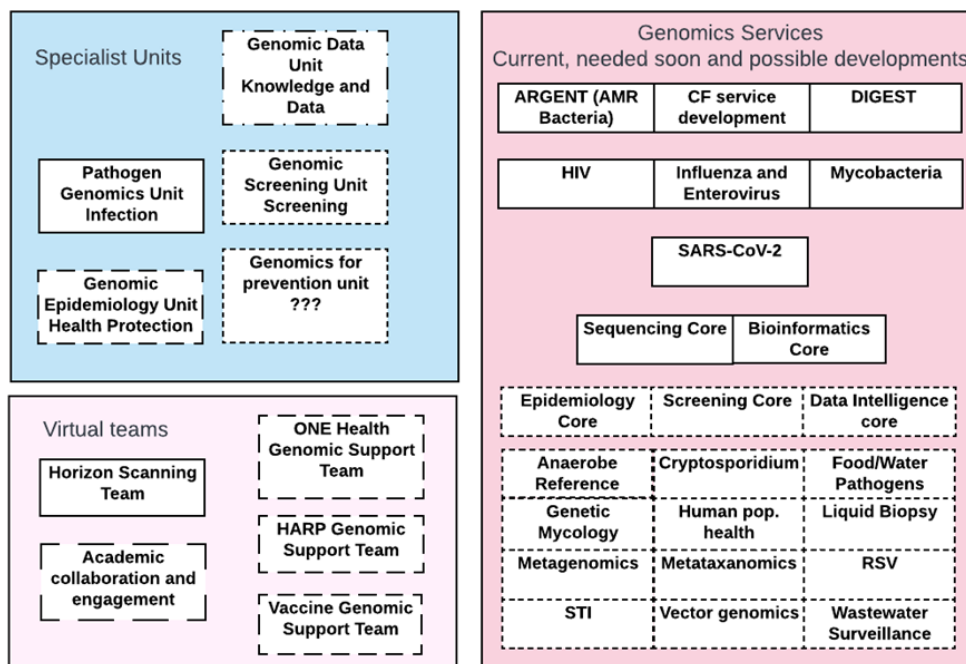 Specialist Units
Genomic Data
Unit
Knowledge and
Data
Pathogen
Genomics Unit
Infection
Genomic
Screening Unit
Screening
Genomic
Epidemiology Unit
Health Protection
Genomics for
prevention unit
???
Virtual teams
Horizon Scanning
Team
ONE Health
Genomic Support
Team
Academic
collaboration and
engagement
HARP Genomic
Support Team
Vaccine Genomic
Support Team
Genomics Services
Current, needed soon and possible developments
ARGENT (AMR
Bacteria)
CF service
development
DIGEST
HIV
Influenza and
Enterovirus
Mycobacteria
SARS-CoV-2
Sequencing Core
Bioinformatics
Core
Epidemiology
Core
Screening Core
Data Intelligence
core
Anaerobe
Reference
Cryptosporidium
Food/Water
Pathogens
Genetic
Mycology
Human pop.
health
Liquid Biopsy
Metagenomics
Metataxanomics
RSV
STI
Vector genomics
Wastewater
Surveillance